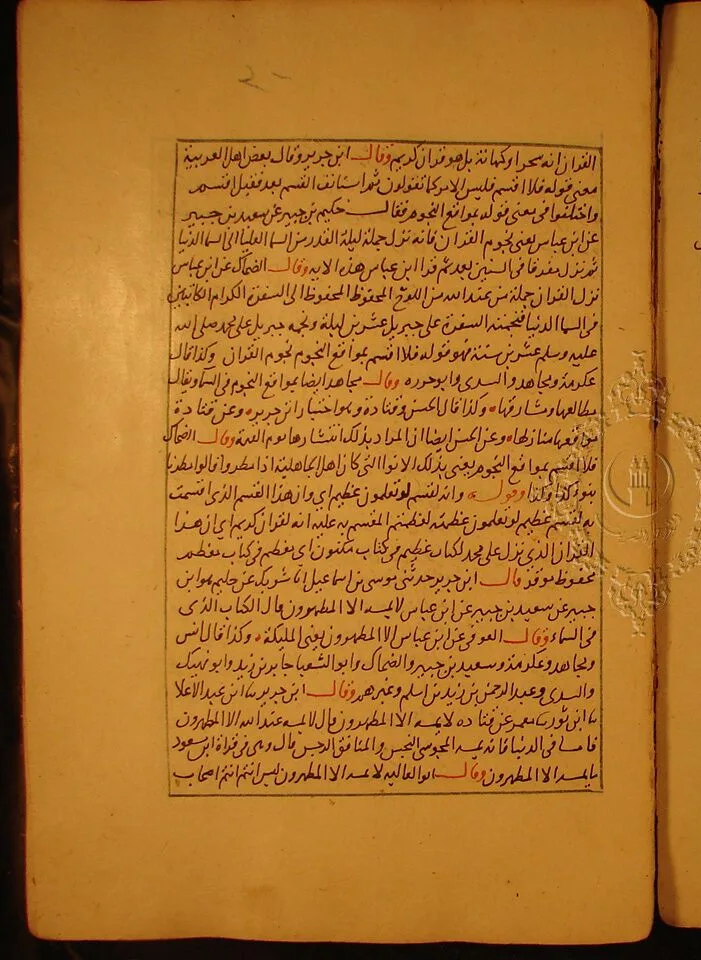 القران انه سحر او كهانة بل هو قران كريم وقال ابن جرير وقال بعض اهل العربية
معنى قوله فلا اقسم فليس الامر كما تقولون ثم استانف القسم بعد فقيل اقسم
واختلفوا في معنى قوله بمواقع النجوم فقال حكيم بن جبير عن سعيد بن جبير
عن ابن عباس يعني نجوم القران فانه نزل جملة ليلة القدر من السما العليا الى السما الدنيا
ثم نزل مفرقا في السنين بعد ثم قرا ابن عباس هذه الايه وقال الضحاك عن ابن عباس
نزل القران جملة من عند الله من اللوح المحفوظ الى السفرة الكرام الكاتبين
في السما الدنيا فنجمته السفرة على جبريل عشرين ليلة ونجمه جبريل على محمد صلى الله
عليه وسلم عشرين سنة فهو قوله فلا اقسم بمواقع النجوم نجوم القران وكذا قال
عكرمة ومجاهد والسدي وابو حزره وقال مجاهد ايضا بمواقع النجوم في السما ويقال
مطالعها ومشارقها وكذا قال الحسن وقتادة وهو اختيار ابن جرير وعن قتادة
مواقعها منازلها وعن الحسن ايضا ان المراد بذلك انتشارها يوم القيمة وقال الضحاك
فلا اقسم بمواقع النجوم يعني بذلك الانوا التي كان اهل الجاهلية اذا مطروا قالوا مطرنا
بنوء كذا وكذا وقوله وانه لقسم لو تعلمون عظيم اي وان هذا القسم الذي اقسمت
به لقسم عظيم لو تعلمون عظمته لعظمتم المقسم به عليه انه لقران كريم اي ان هذا
القران الذي نزل على محمد لكتاب عظيم في كتاب مكنون اي معظم في كتاب معظم
محفوظ موقر قال ابن جرير حدثني موسى بن اسماعيل انا شريك عن حكيم هو ابن
جبير عن سعيد بن جبير عن ابن عباس لا يمسه الا المطهرون قال الكتاب الذي
في السماء وقال العوفي عن ابن عباس الا المطهرون يعني المليكة وكذا قال انس
ومجاهد وعكرمة وسعيد بن جبير والضحاك وابو الشعثا جابر بن زيد وابو نهيك
والسدي وعبد الرحمن بن زيد بن اسلم وغيرهم وقال ابن جرير ثنا ابن عبد الاعلا
ثنا ابن ثور ثنا معمر عن قتاده لا يمسه الا المطهرون قال لا يمسه عند الله الا المطهرون
فاما في الدنيا فانه يمسه المجوسي النجس والمنافق الرجس قال وهي في قراة ابن مسعود
ما يمسه الا المطهرون وقال ابو العاليه لا يمسه الا المطهرون ليس انتم انتم اصحاب